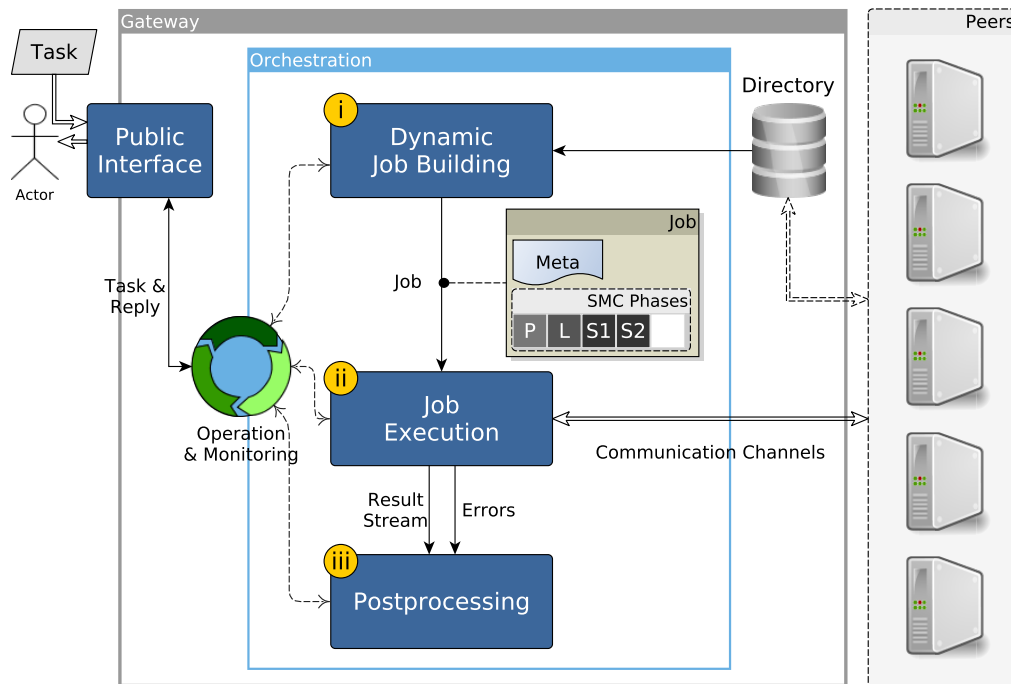 Gateway
Peers
Task
Orchestration
Directory
i
Dynamic
Job Building
Public
Interface
Actor
Job
Meta
SMC Phases
P L S1 S2
Job
Task &
Reply
ii
Job
Execution
Operation
& Monitoring
Communication Channels
Result
Stream
Errors
iii
Postprocessing